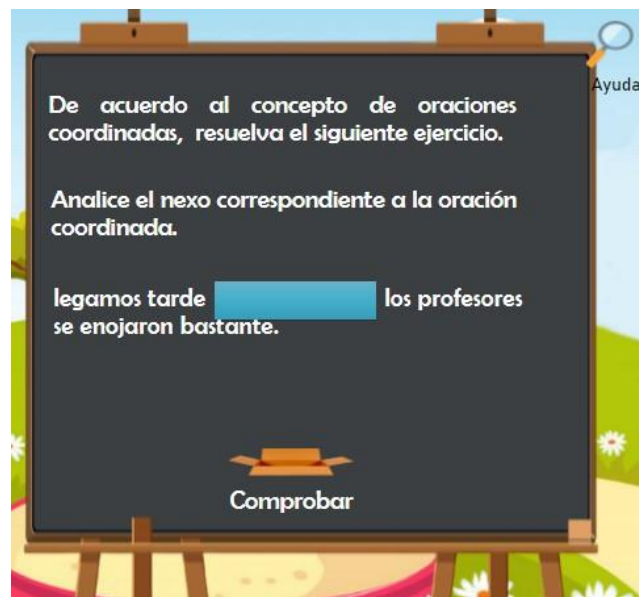 Ayuda
De acuerdo al concepto de oraciones
coordinadas, resuelva el siguiente ejercicio.
Analice el nexo correspondiente a la oración
coordinada.
legamos tarde los profesores
se enojaron bastante.
Comprobar